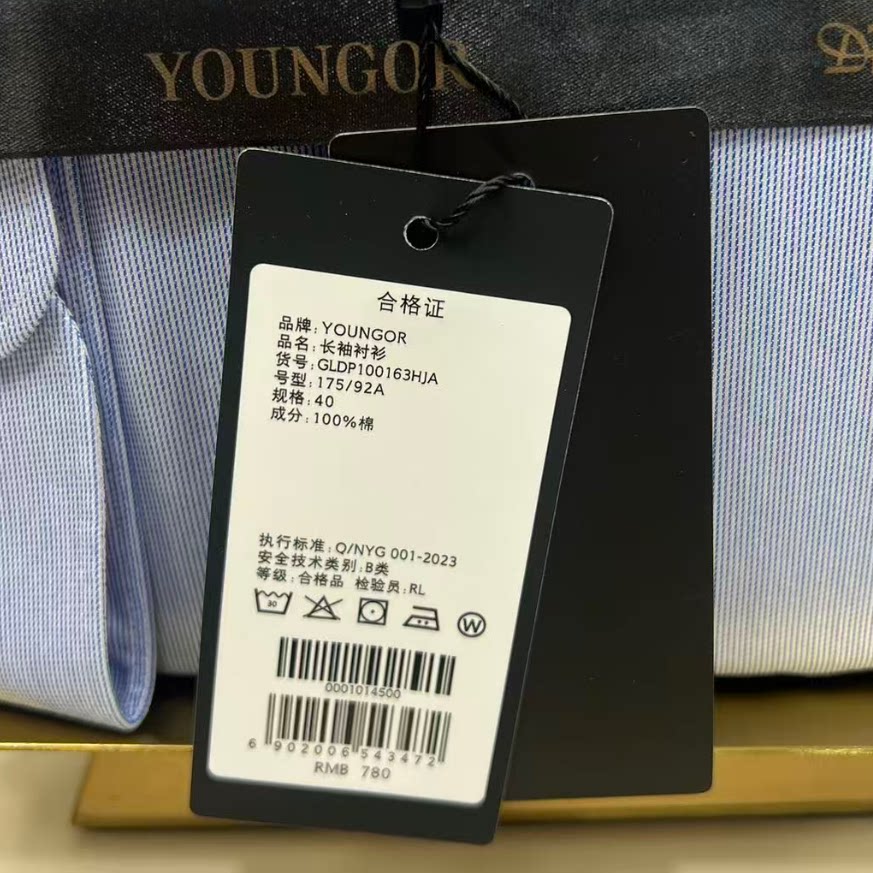 YOUNGOR
合格证
品牌:YOUNGOR
品名:长袖衬衫
货号:GLDP100163HJA
号型:175/92A
规格:40
成分:100%棉
执行标准:Q/NYG 001-2023
安全技术类别:B类
等级:合格品 检验员:RL
30
W
0001014500
6 902006 543472
RMB 780